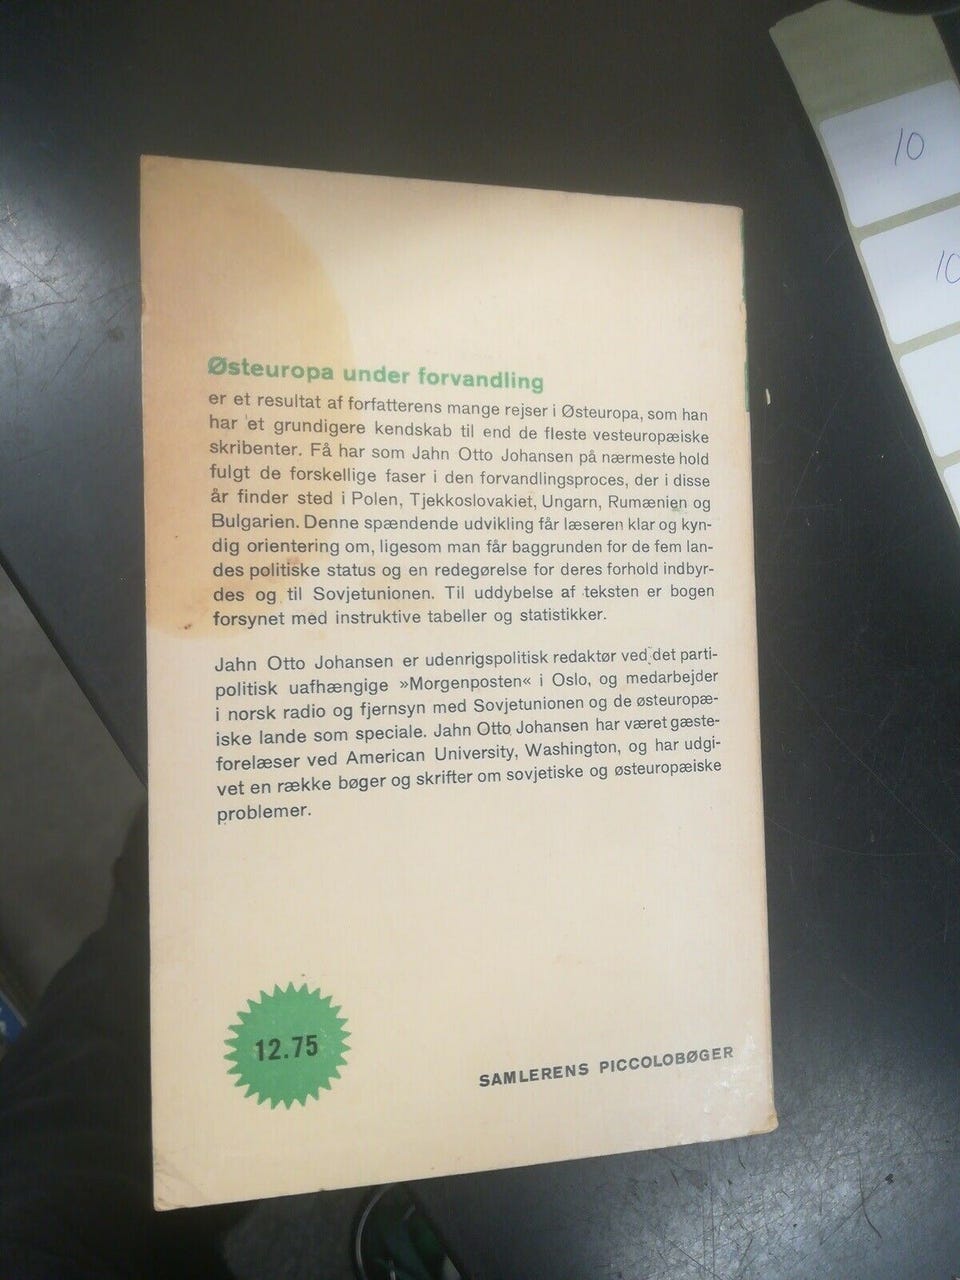 10
10
Østeuropa under forvandling
er et resultat af forfatterens mange rejser i Østeuropa, som han
har et grundigere kendskab til end de fleste vesteuropæiske
skribenter. Få har som Jahn Otto Johansen på nærmeste hold
fulgt de forskellige faser i den forvandlingsproces, der i disse
år finder sted i Polen, Tjekkoslovakiet, Ungarn, Rumænien og
Bulgarien. Denne spændende udvikling får læseren klar og kyn-
dig orientering om, ligesom man får baggrunden for de fem lan-
des politiske status og en redegørelse for deres forhold indbyr-
des og til Sovjetunionen. Til uddybelse af teksten er bogen
forsynet med instruktive tabeller og statistikker.
Jahn Otto Johansen er udenrigspolitisk redaktør ved det parti-
politisk uafhængige »Morgenposten« i Oslo, og medarbejder
i norsk radio og fjernsyn med Sovjetunionen og de østeuropæ-
iske lande som speciale. Jahn Otto Johansen har været gæste-
forelæser ved American University, Washington, og har udgi-
vet en række bøger og skrifter om sovjetiske og østeuropæiske
problemer.
12.75
SAMLERENS PICCOLOBØGER